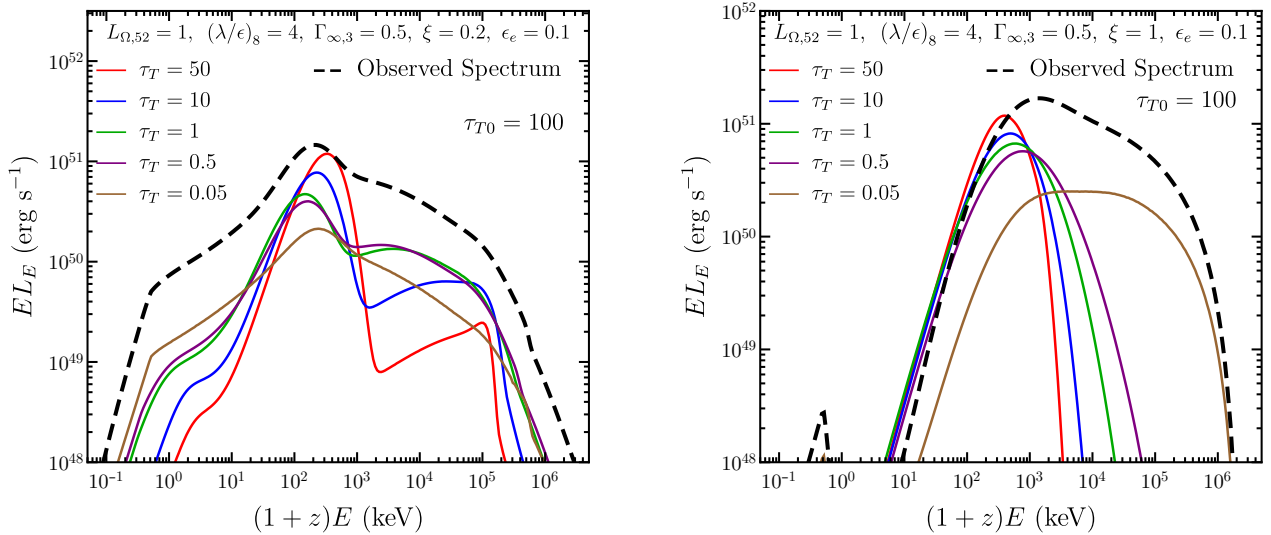 L_{Ω,52} = 1, (λ/ϵ)_8 = 4, Γ_{∞,3} = 0.5, ξ = 0.2, ϵ_e = 0.1
τ_T = 50
τ_T = 10
τ_T = 1
τ_T = 0.5
τ_T = 0.05
Observed Spectrum
τ_{T0} = 100
10^{52}
10^{51}
10^{50}
10^{49}
10^{48}
EL_E (erg s^{−1})
10^{−1} 10^0 10^1 10^2 10^3 10^4 10^5 10^6
(1 + z)E (keV)
L_{Ω,52} = 1, (λ/ϵ)_8 = 4, Γ_{∞,3} = 0.5, ξ = 1, ϵ_e = 0.1
τ_T = 50
τ_T = 10
τ_T = 1
τ_T = 0.5
τ_T = 0.05
Observed Spectrum
τ_{T0} = 100
10^{52}
10^{51}
10^{50}
10^{49}
10^{48}
EL_E (erg s^{−1})
10^{−1} 10^0 10^1 10^2 10^3 10^4 10^5 10^6
(1 + z)E (keV)